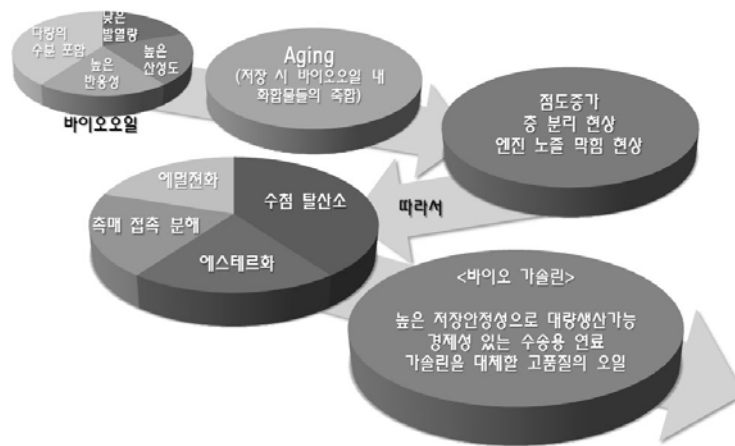 낮은
발열량
다량의
수분 포함
높은
산성도
높은
반응성
바이오오일
Aging
(저장 시 바이오오일 내
화합물들의 축합)
점도증가
층 분리 현상
엔진 노즐 막힘 현상
따라서
에멀젼화
수첨 탈산소
촉매 접촉 분해
에스테르화
<바이오 가솔린>
높은 저장안정성으로 대량생산가능
경제성 있는 수송용 연료
가솔린을 대체한 고품질의 오일